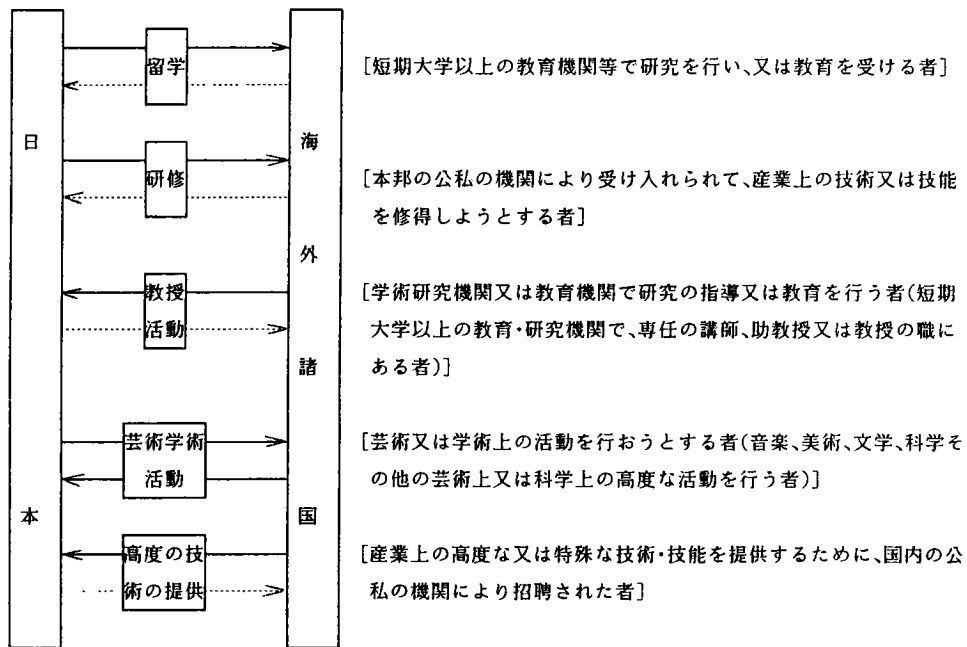 日本
海外諸国
留学
[短期大学以上の教育機関等で研究を行い、又は教育を受ける者]
研修
[本邦の公私の機関により受け入れられて、産業上の技術又は技能
を修得しようとする者]
教授
活動
[学術研究機関又は教育機関で研究の指導又は教育を行う者(短期
大学以上の教育・研究機関で、専任の講師、助教授又は教授の職に
ある者)]
芸術学術
活動
[芸術又は学術上の活動を行おうとする者(音楽、美術、文学、科学そ
の他の芸術上又は科学上の高度な活動を行う者)]
高度の技
術の提供
[産業上の高度な又は特殊な技術・技能を提供するために、国内の公
私の機関により招聘された者]